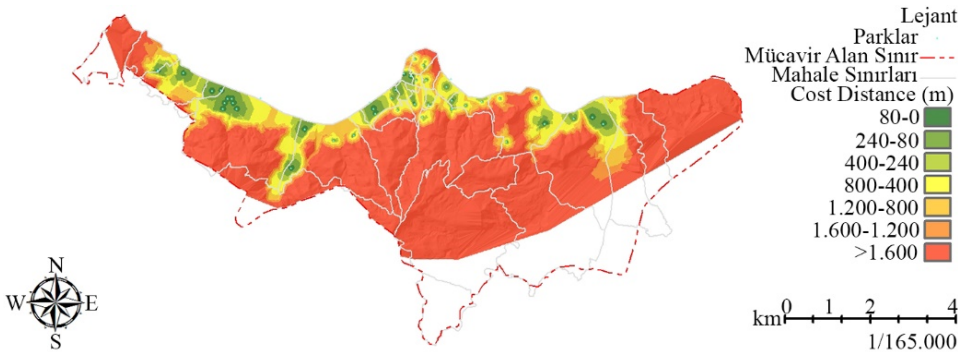 Lejant
Parklar
Mücavir Alan Sınır
Mahale Sınırları
Cost Distance (m)
80-0
240-80
400-240
800-400
1.200-800
1.600-1.200
>1.600
N
W E
S
0 1 2 4
km
1/165.000